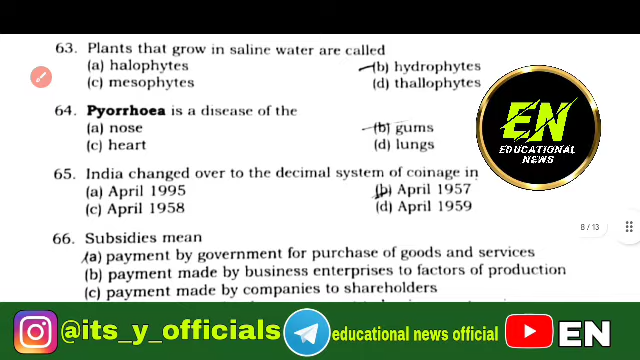 63. Plants that grow in saline water are called
(a) halophytes (b) hydrophytes
(c) mesophytes (d) thallophytes
64. Pyorrhoea is a disease of the
(a) nose (b) gums
(c) heart (d) lungs
65. India changed over to the decimal system of coinage in
(a) April 1995 (b) April 1957
(c) April 1958 (d) April 1959
66. Subsidies mean
(a) payment by government for purchase of goods and services
(b) payment made by business enterprises to factors of production
(c) payment made by companies to shareholders
EN
EDUCATIONAL
NEWS
8 / 13
@its_y_officials
educational news official
EN